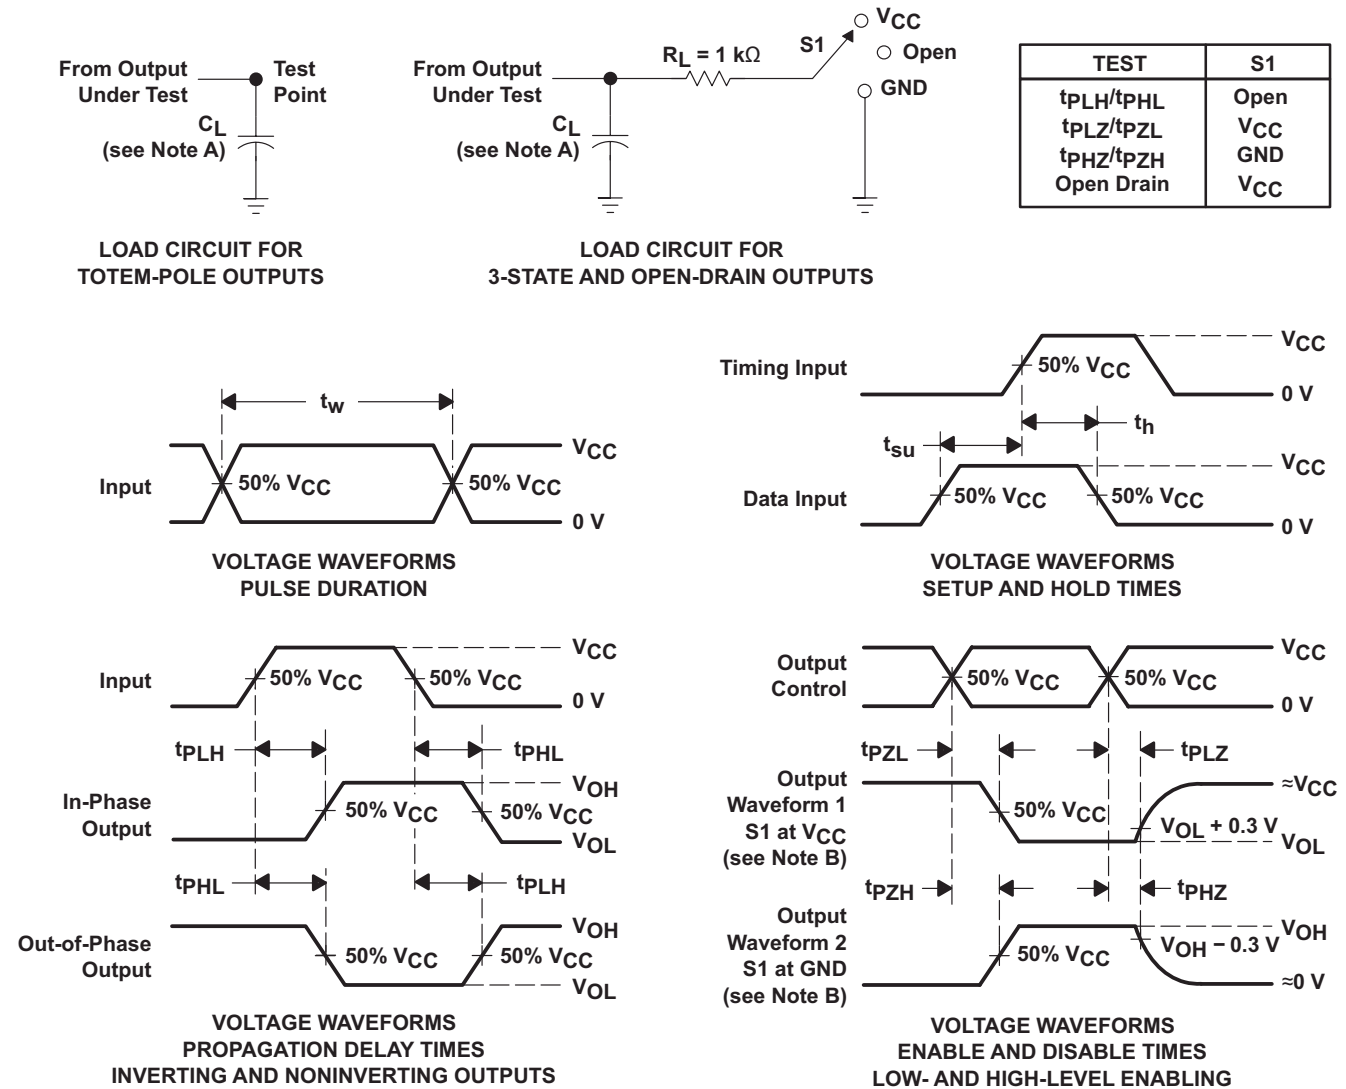 From Output
Under Test
Test
Point
CL
(see Note A)
LOAD CIRCUIT FOR
TOTEM-POLE OUTPUTS
From Output
Under Test
RL = 1 kΩ
S1
VCC
Open
GND
CL
(see Note A)
LOAD CIRCUIT FOR
3-STATE AND OPEN-DRAIN OUTPUTS
TEST S1
tPLH/tPHL Open
tPLZ/tPZL VCC
tPHZ/tPZH GND
Open Drain VCC
tw
Input
50% VCC
50% VCC
VCC
0 V
VOLTAGE WAVEFORMS
PULSE DURATION
Timing Input
50% VCC
VCC
0 V
th
tsu
Data Input
50% VCC
50% VCC
VCC
0 V
VOLTAGE WAVEFORMS
SETUP AND HOLD TIMES
Input
50% VCC
50% VCC
VCC
0 V
tPLH
tPHL
In-Phase
Output
50% VCC
50% VCC
VOH
VOL
tPHL
tPLH
Out-of-Phase
Output
50% VCC
50% VCC
VOH
VOL
VOLTAGE WAVEFORMS
PROPAGATION DELAY TIMES
INVERTING AND NONINVERTING OUTPUTS
Output
Control
50% VCC
50% VCC
VCC
0 V
tPZL
tPLZ
Output
Waveform 1
S1 at VCC
(see Note B)
50% VCC
VOL + 0.3 V
≈VCC
VOL
tPZH
tPHZ
Output
Waveform 2
S1 at GND
(see Note B)
50% VCC
VOH − 0.3 V
VOH
≈0 V
VOLTAGE WAVEFORMS
ENABLE AND DISABLE TIMES
LOW- AND HIGH-LEVEL ENABLING